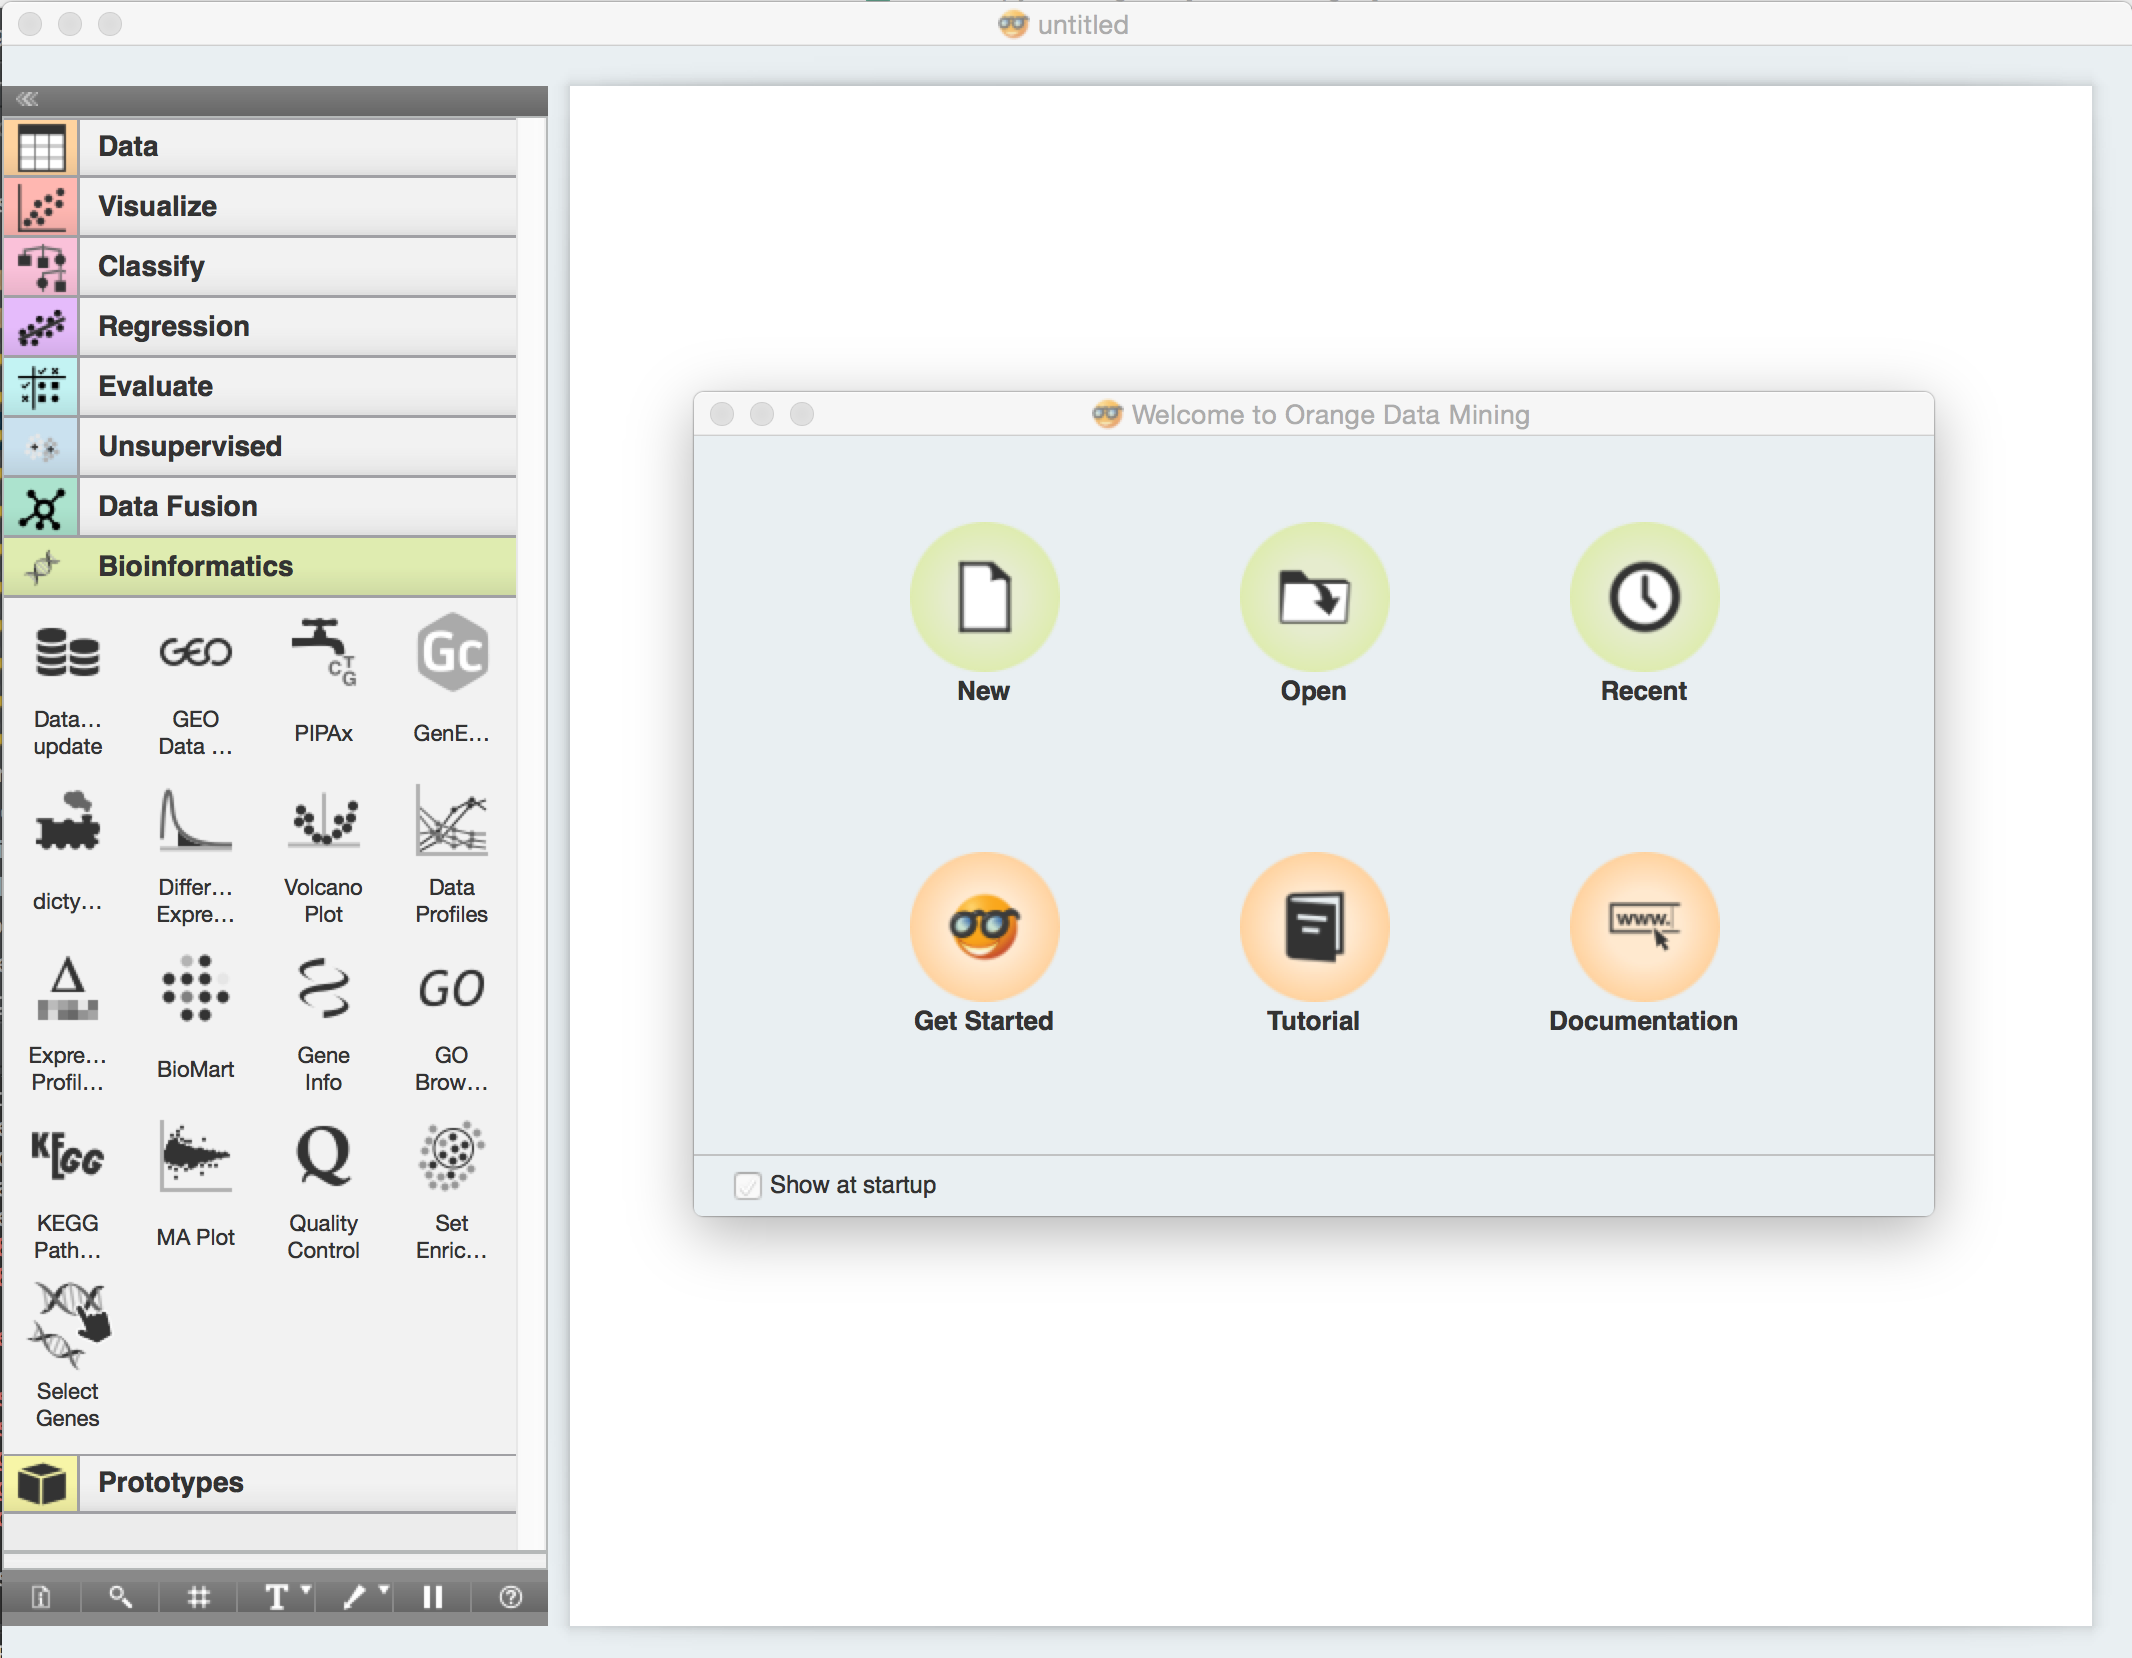 untitled
Data
Visualize
Classify
Regression
Evaluate
Unsupervised
Data Fusion
Bioinformatics
GEO
C T G
Gc
Data...
update
GEO
Data ...
PIPAx
GenE...
dicty...
Differ...
Expre...
Volcano
Plot
Data
Profiles
Δ
GO
Expre...
Profil...
BioMart
Gene
Info
GO
Brow...
KEGG
Q
KEGG
Path...
MA Plot
Quality
Control
Set
Enric...
Select
Genes
Prototypes
T
Welcome to Orange Data Mining
New
Open
Recent
www.
Get Started
Tutorial
Documentation
Show at startup